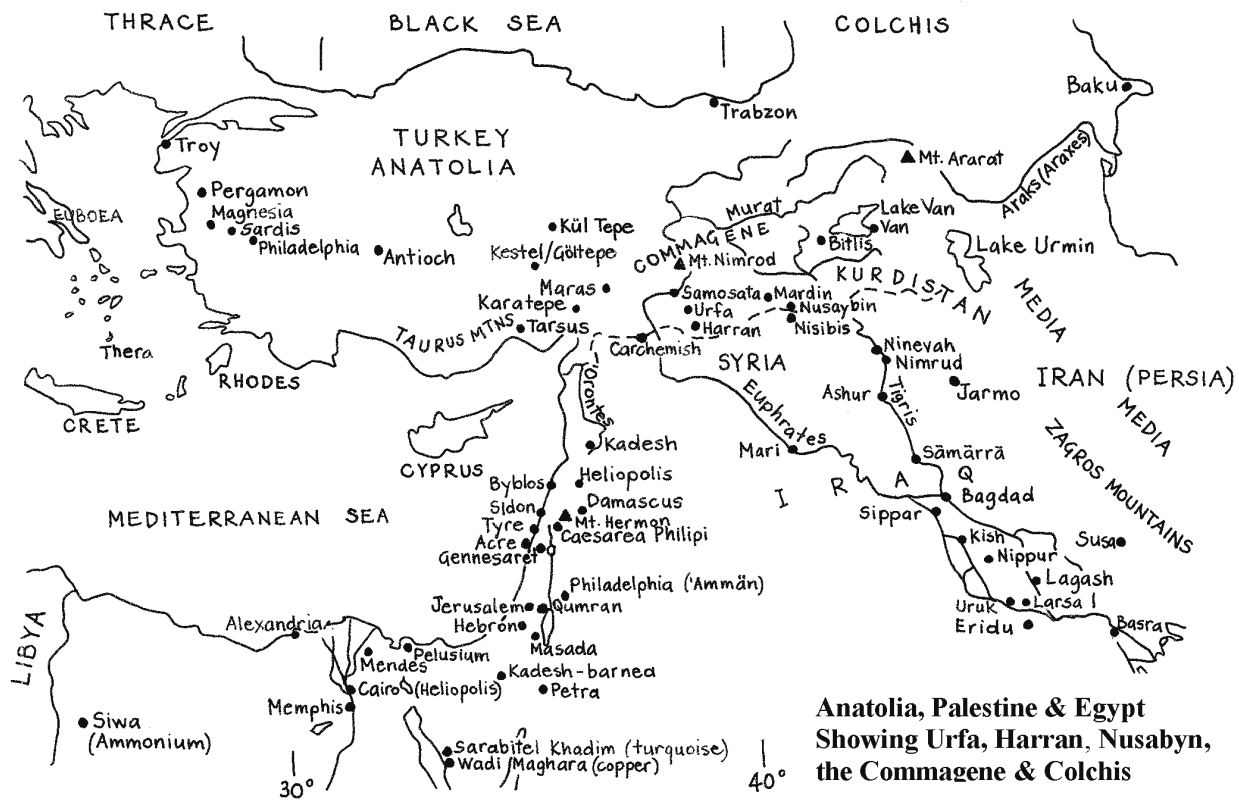 THRACE
BLACK SEA
COLCHIS
Baku
Trabzon
Troy
TURKEY
ANATOLIA
Mt. Ararat
Araks (Araxes)
Pergamon
Magnesia
Sardis
Philadelphia
EUBOEA
Antioch
Kül Tepe
Kestel/Göltepe
Murat
COMMAGENE
Mt. Nimrod
Lake Van
Van
Bitlis
Lake Urmin
KURDISTAN
MEDIA
Maras
Karatepe
Tarsus
TAURUS MTNS
Samosata
Mardin
Urfa
Nusaybin
Harran
Nisibis
Carchemish
Thera
RHODES
CRETE
SYRIA
Ninevah
Nimrud
Ashur
Tigris
Jarmo
IRAN (PERSIA)
MEDIA
ZAGROS MOUNTAINS
Orontes
Euphrates
CYPRUS
Kadesh
Mari
Sāmārrā
IRAQ
Byblos
Heliopolis
Sidon
Damascus
Tyre
Mt. Hermon
Acre
Caesarea Philipi
Gennesaret
MEDITERRANEAN SEA
Bagdad
Sippar
Kish
Nippur
Susa
Lagash
Uruk
Larsa
Eridu
Basra
Philadelphia ('Ammān)
Jerusalem
Qumran
Hebron
Masada
LIBYA
Alexandria
Mendes
Pelusium
Kadesh-barnea
Cairo (Heliopolis)
Petra
Memphis
Siwa
(Ammonium)
Sarabitel Khadim (turquoise)
Wadi Maghara (copper)
30°
40°
Anatolia, Palestine & Egypt
Showing Urfa, Harran, Nusabyn,
the Commagene & Colchis